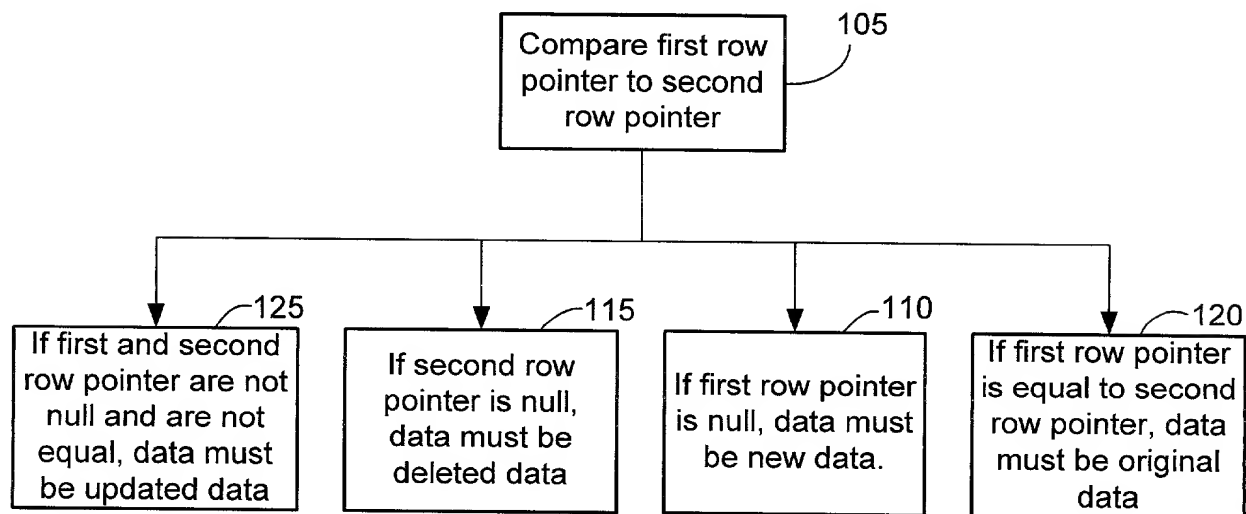 105
Compare first row
pointer to second
row pointer
125
If first and second
row pointer are not
null and are not
equal, data must
be updated data
115
If second row
pointer is null,
data must be
deleted data
110
If first row pointer
is null, data must
be new data.
120
If first row pointer
is equal to second
row pointer, data
must be original
data